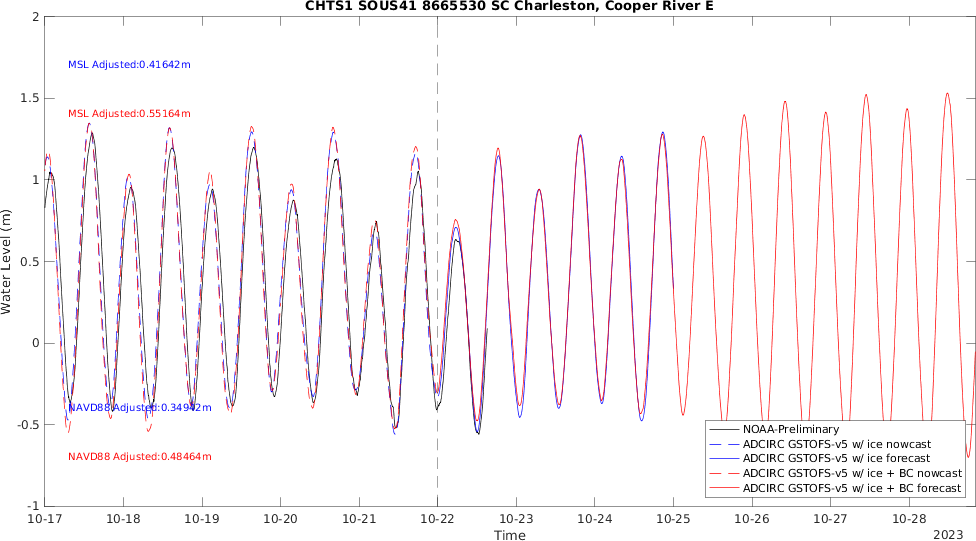 CHTS1 SOUS41 8665530 SC Charleston, Cooper River E
2
1.5
1
0.5
0
-0.5
-1
Water Level (m)
MSL Adjusted:0.41642m
MSL Adjusted:0.55164m
NAVD88 Adjusted:0.34942m
NAVD88 Adjusted:0.48464m
NOAA-Preliminary
ADCIRC GSTOFS-v5 w/ ice nowcast
ADCIRC GSTOFS-v5 w/ ice forecast
ADCIRC GSTOFS-v5 w/ ice + BC nowcast
ADCIRC GSTOFS-v5 w/ ice + BC forecast
10-17 10-18 10-19 10-20 10-21 10-22 10-23 10-24 10-25 10-26 10-27 10-28
Time
2023